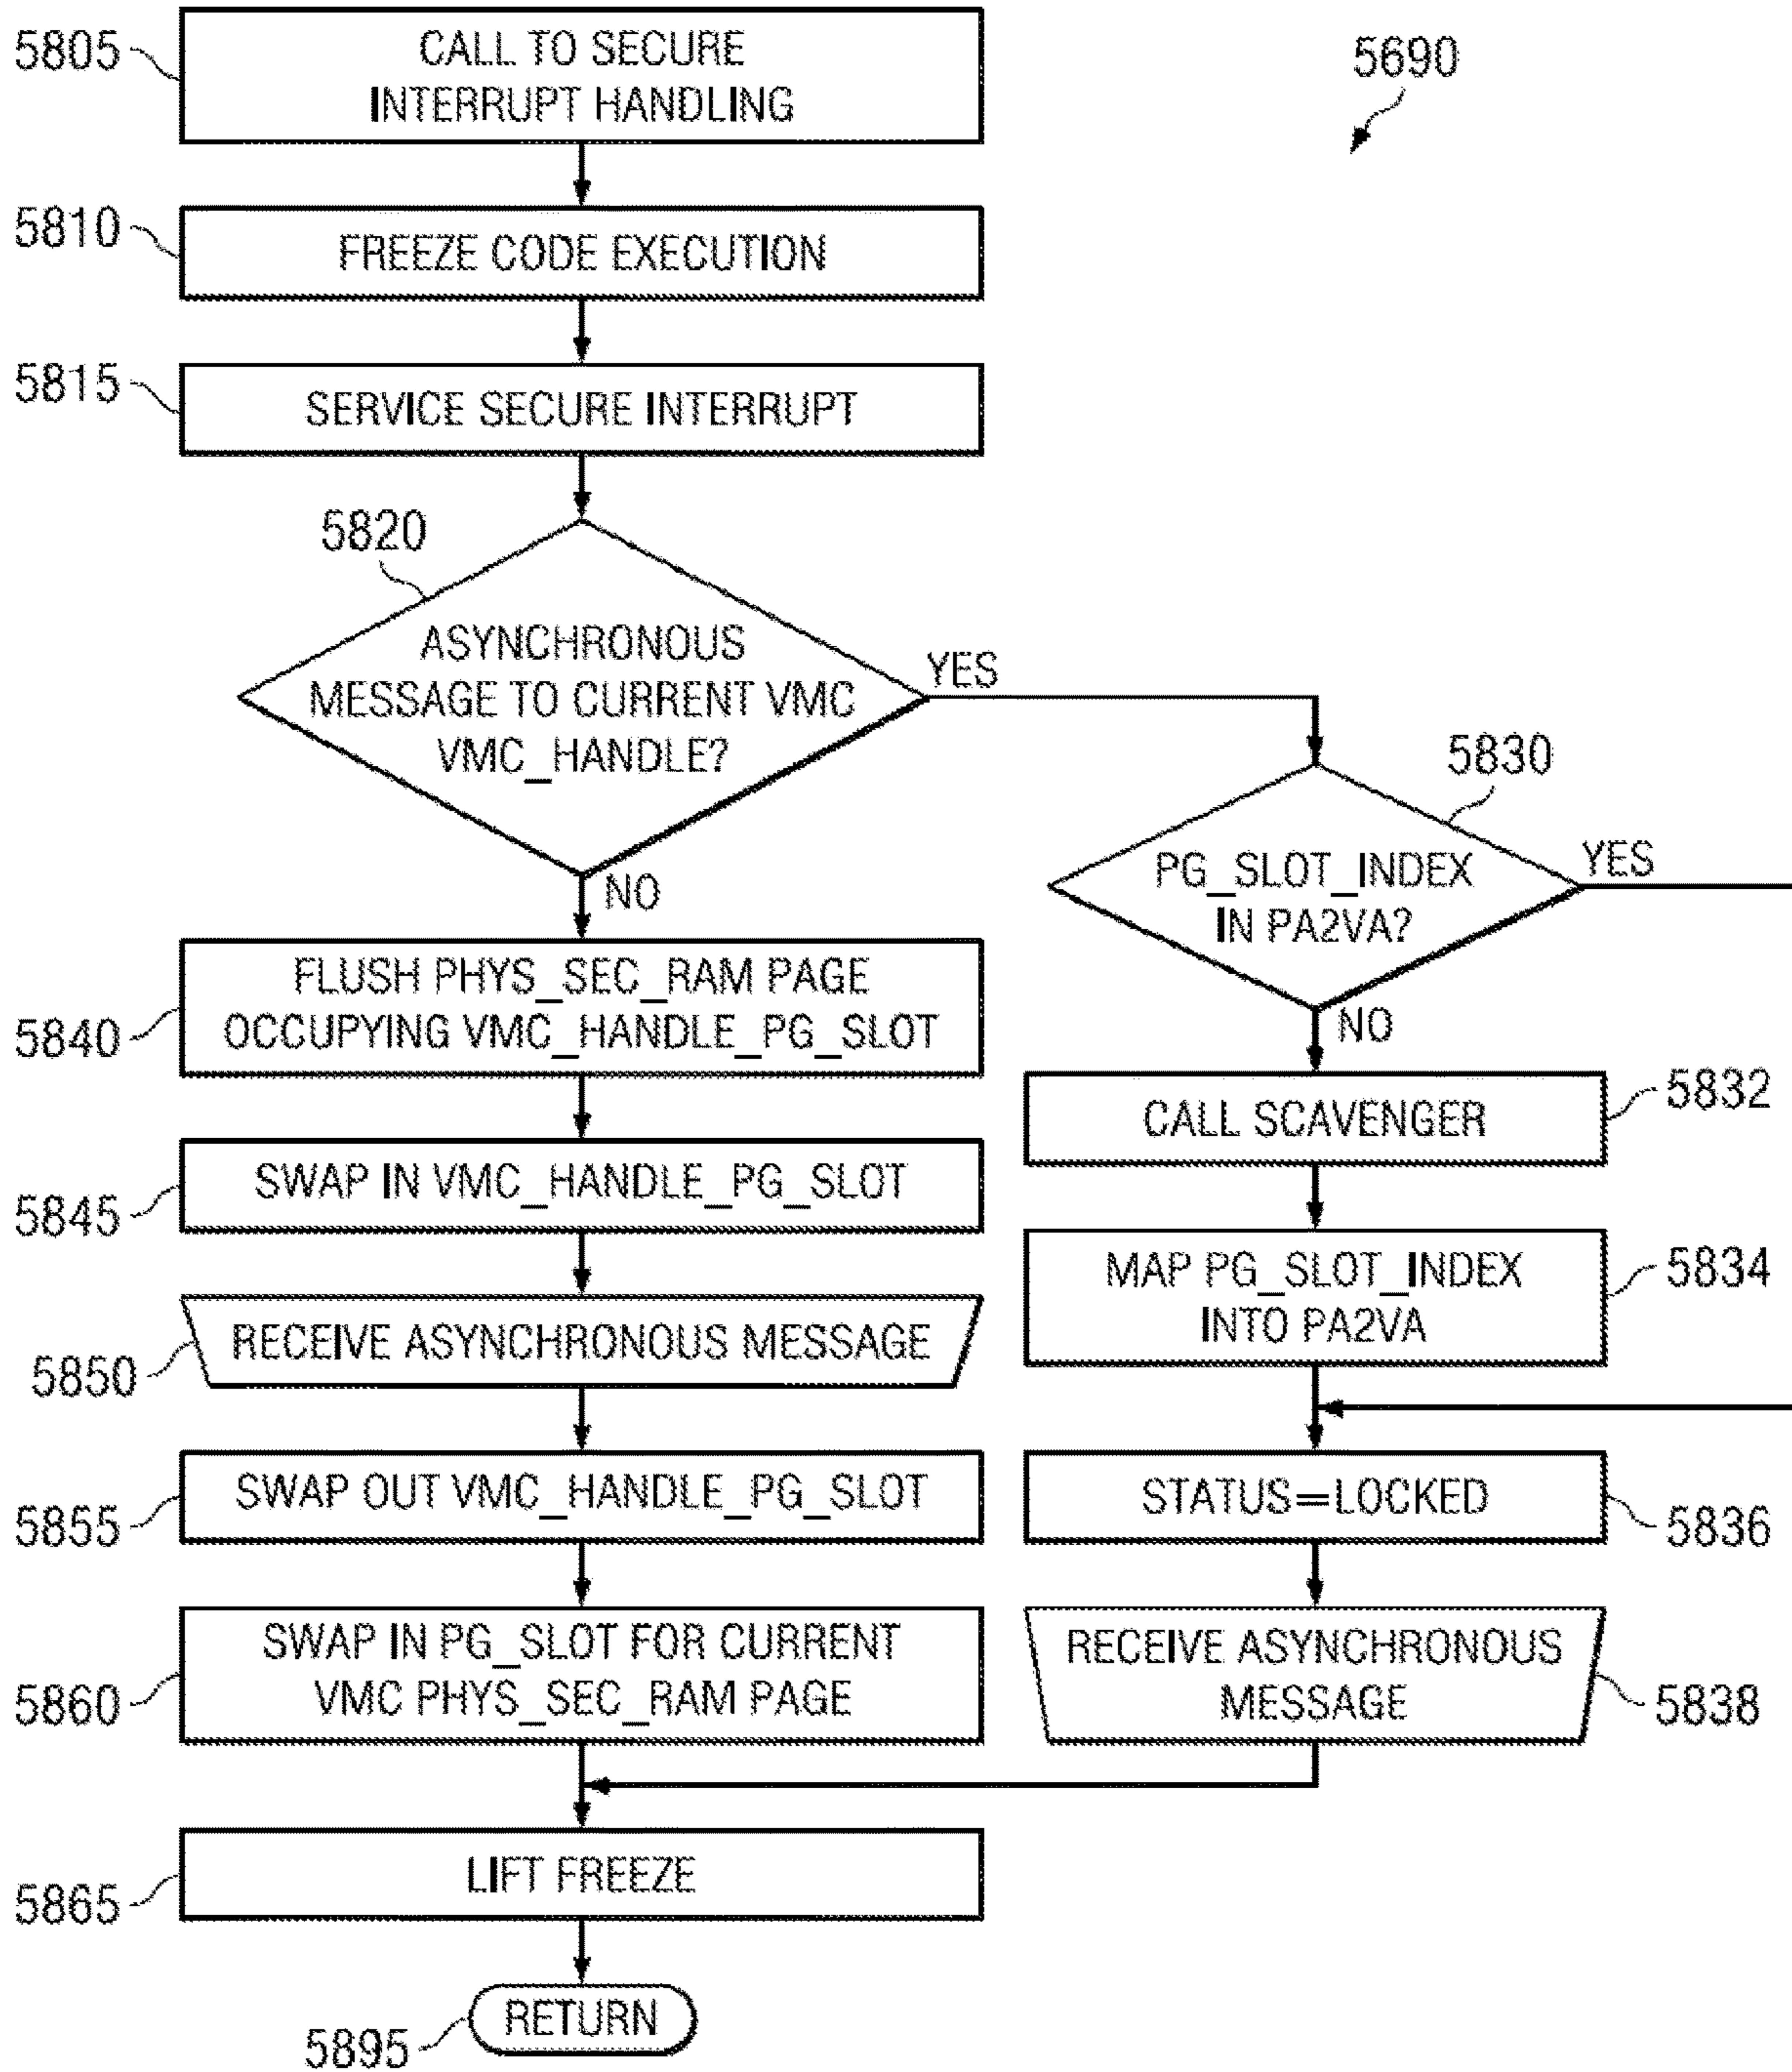 5805
CALL TO SECURE
INTERRUPT HANDLING
5690
5810
FREEZE CODE EXECUTION
5815
SERVICE SECURE INTERRUPT
5820
ASYNCHRONOUS
MESSAGE TO CURRENT VMC
VMC_HANDLE?
YES
NO
5830
PG_SLOT_INDEX
IN PA2VA?
YES
NO
5840
FLUSH PHYS_SEC_RAM PAGE
OCCUPYING VMC_HANDLE_PG_SLOT
CALL SCAVENGER
5832
5845
SWAP IN VMC_HANDLE_PG_SLOT
MAP PG_SLOT_INDEX
INTO PA2VA
5834
5850
RECEIVE ASYNCHRONOUS MESSAGE
5855
SWAP OUT VMC_HANDLE_PG_SLOT
STATUS=LOCKED
5836
5860
SWAP IN PG_SLOT FOR CURRENT
VMC PHYS_SEC_RAM PAGE
RECEIVE ASYNCHRONOUS
MESSAGE
5838
5865
LIFT FREEZE
RETURN
5895